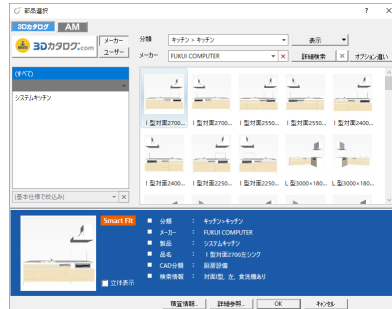 部品選択
?
×
3Dカタログ
AM
3Dカタログ.com
メーカー
ユーザー
分類
キッチン > キッチン
表示
メーカー
FUKUI COMPUTER
×
詳細検索
×
オプション違い
(すべて)
システムキッチン
(基本仕様で絞込み)
×
I 型対面2700...
I 型対面2700...
I 型対面2550...
I 型対面2550...
I 型対面2400...
I 型対面2400...
I 型対面2250...
I 型対面2250...
L 型3000×180...
L 型3000×180...
Smart Fit
立体表示
■ 分類 : キッチン>キッチン
■ メーカー : FUKUI COMPUTER
■ 製品 : システムキッチン
■ 品名 : I 型対面2700左シンク
■ CAD分類 : 厨房設備
■ 検索情報 : 対面I型, 左, 食洗機あり
積算情報...
詳細参照...
OK
キャンセル